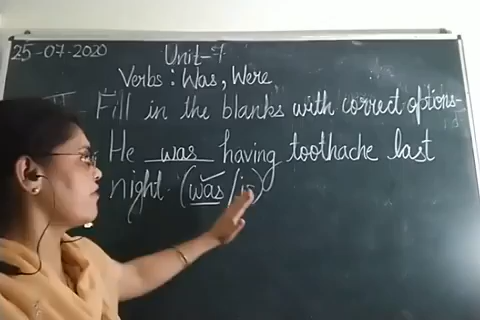 25-07-2020
Unit-7
Verbs: Was, Were
II- Fill in the blanks with correct options-
He was having toothache last
night. (was/is)